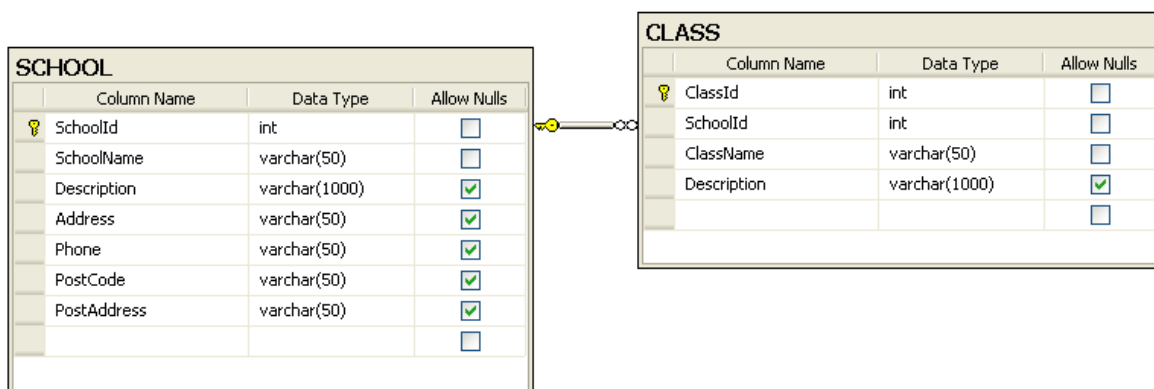 SCHOOL
Column Name Data Type Allow Nulls
SchoolId int
SchoolName varchar(50)
Description varchar(1000)
Address varchar(50)
Phone varchar(50)
PostCode varchar(50)
PostAddress varchar(50)
CLASS
Column Name Data Type Allow Nulls
ClassId int
SchoolId int
ClassName varchar(50)
Description varchar(1000)